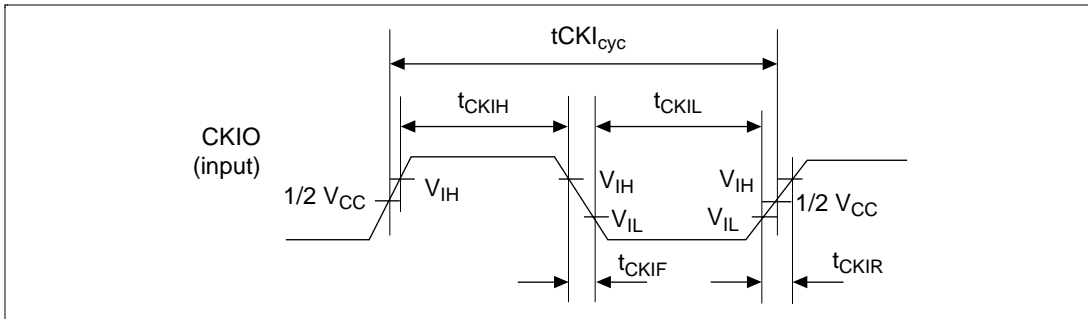 tCKIcyc
tCKIH
tCKIL
CKIO
(input)
VIH
VIH
VIH
1/2 VCC
1/2 VCC
VIL
VIL
tCKIF
tCKIR